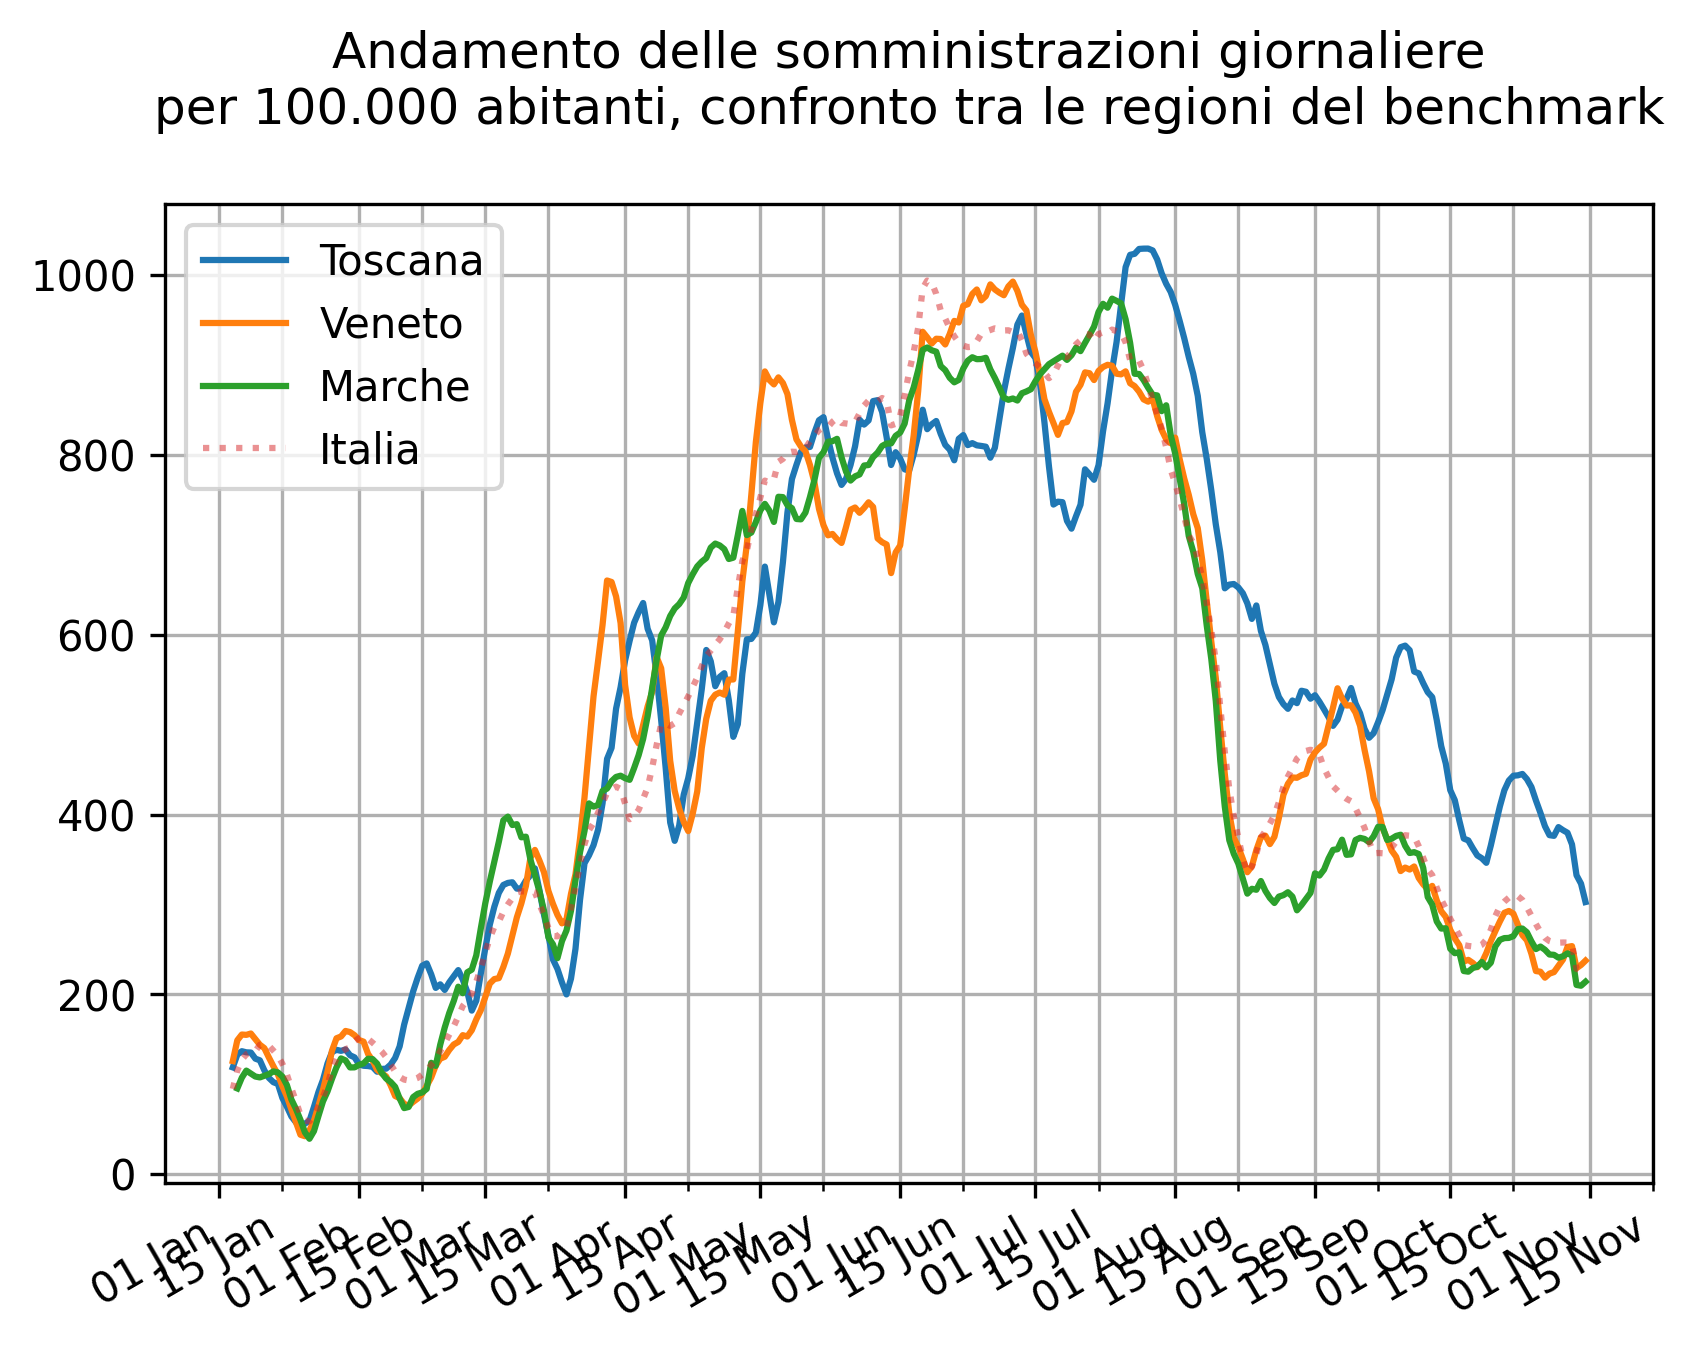 Andamento delle somministrazioni giornaliere
per 100.000 abitanti, confronto tra le regioni del benchmark
Toscana
Veneto
Marche
Italia
1000
800
600
400
200
0
01 Jan
15 Jan
01 Feb
15 Feb
01 Mar
15 Mar
01 Apr
15 Apr
01 May
15 May
01 Jun
15 Jun
01 Jul
15 Jul
01 Aug
15 Aug
01 Sep
15 Sep
01 Oct
15 Oct
01 Nov
15 Nov